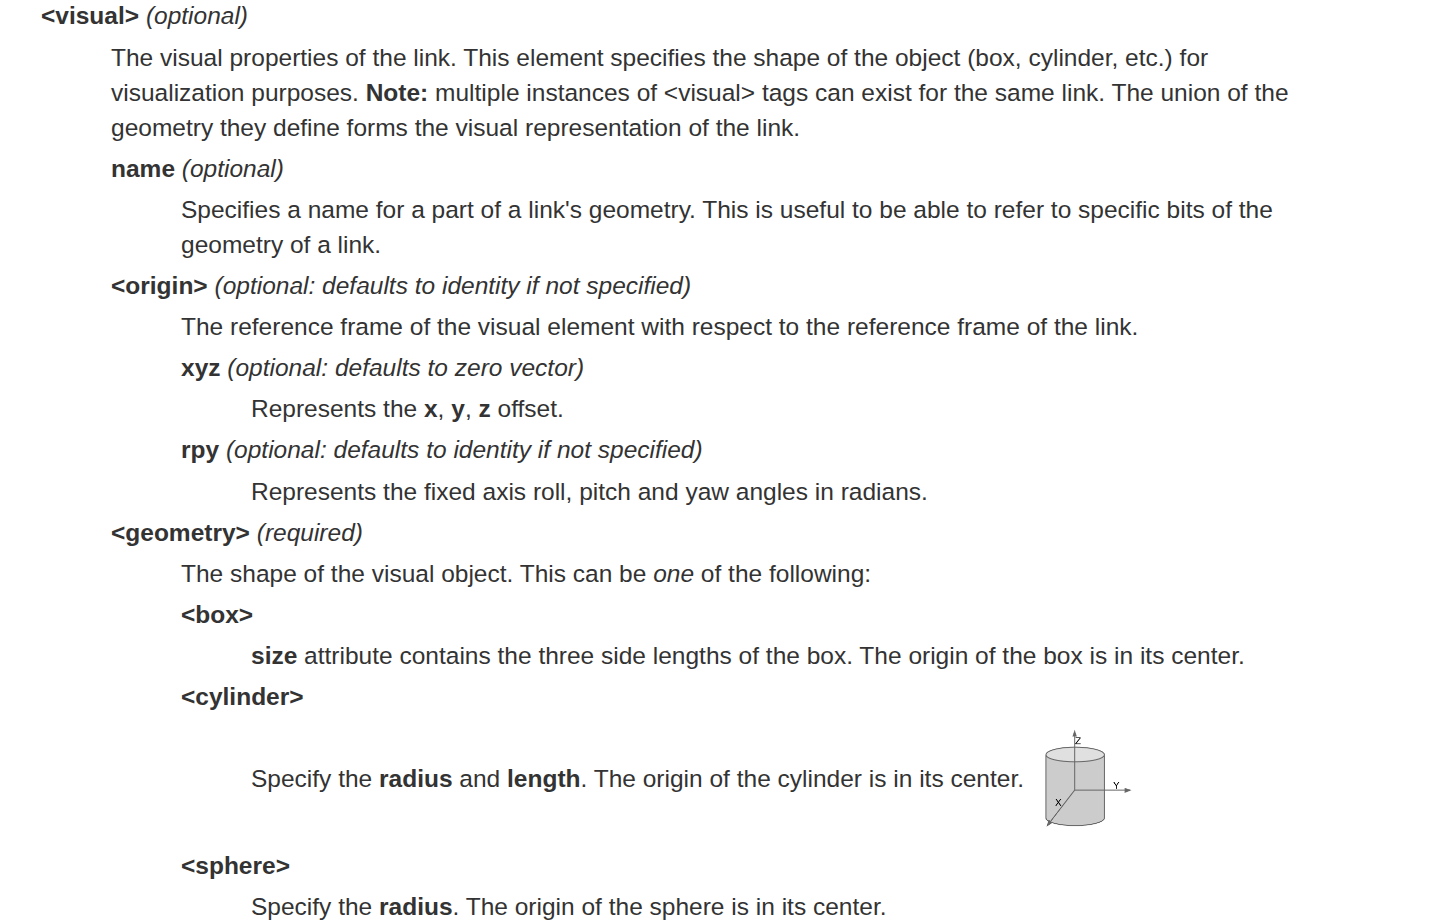 <visual> (optional)
The visual properties of the link. This element specifies the shape of the object (box, cylinder, etc.) for
visualization purposes. Note: multiple instances of <visual> tags can exist for the same link. The union of the
geometry they define forms the visual representation of the link.
name (optional)
Specifies a name for a part of a link's geometry. This is useful to be able to refer to specific bits of the
geometry of a link.
<origin> (optional: defaults to identity if not specified)
The reference frame of the visual element with respect to the reference frame of the link.
xyz (optional: defaults to zero vector)
Represents the x, y, z offset.
rpy (optional: defaults to identity if not specified)
Represents the fixed axis roll, pitch and yaw angles in radians.
<geometry> (required)
The shape of the visual object. This can be one of the following:
<box>
size attribute contains the three side lengths of the box. The origin of the box is in its center.
<cylinder>
Specify the radius and length. The origin of the cylinder is in its center.
Z
Y
X
<sphere>
Specify the radius. The origin of the sphere is in its center.